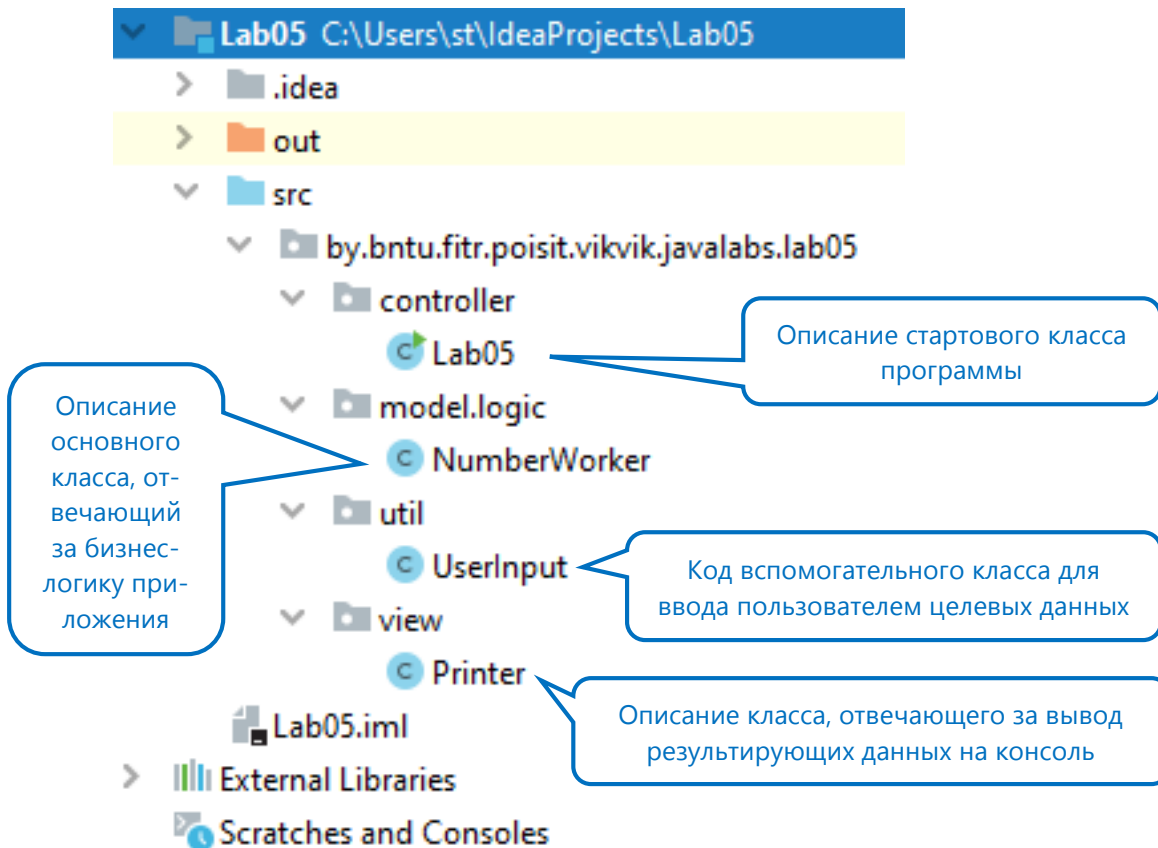 Lab05 C:\Users\st\IdeaProjects\Lab05
.idea
out
src
by.bntu.fitr.poisit.vikvik.javalabs.lab05
controller
Lab05
Описание стартового класса
программы
model.logic
NumberWorker
Описание
основного
класса, от-
вечающий
за бизнес-
логику при-
ложения
util
UserInput
Код вспомогательного класса для
ввода пользователем целевых данных
view
Printer
Описание класса, отвечающего за вывод
результирующих данных на консоль
Lab05.iml
External Libraries
Scratches and Consoles